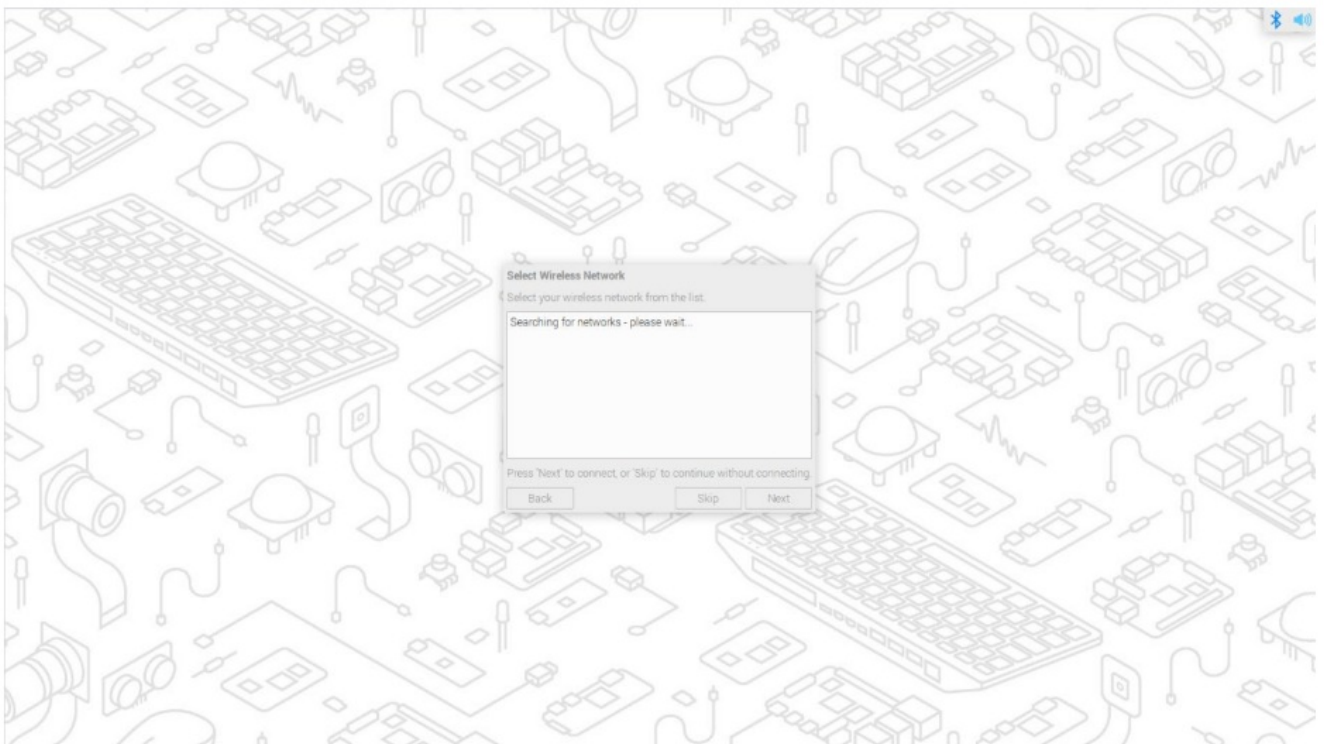 Select Wireless Network
Select your wireless network from the list.
Searching for networks - please wait...
Press 'Next' to connect, or 'Skip' to continue without connecting.
Back
Skip
Next